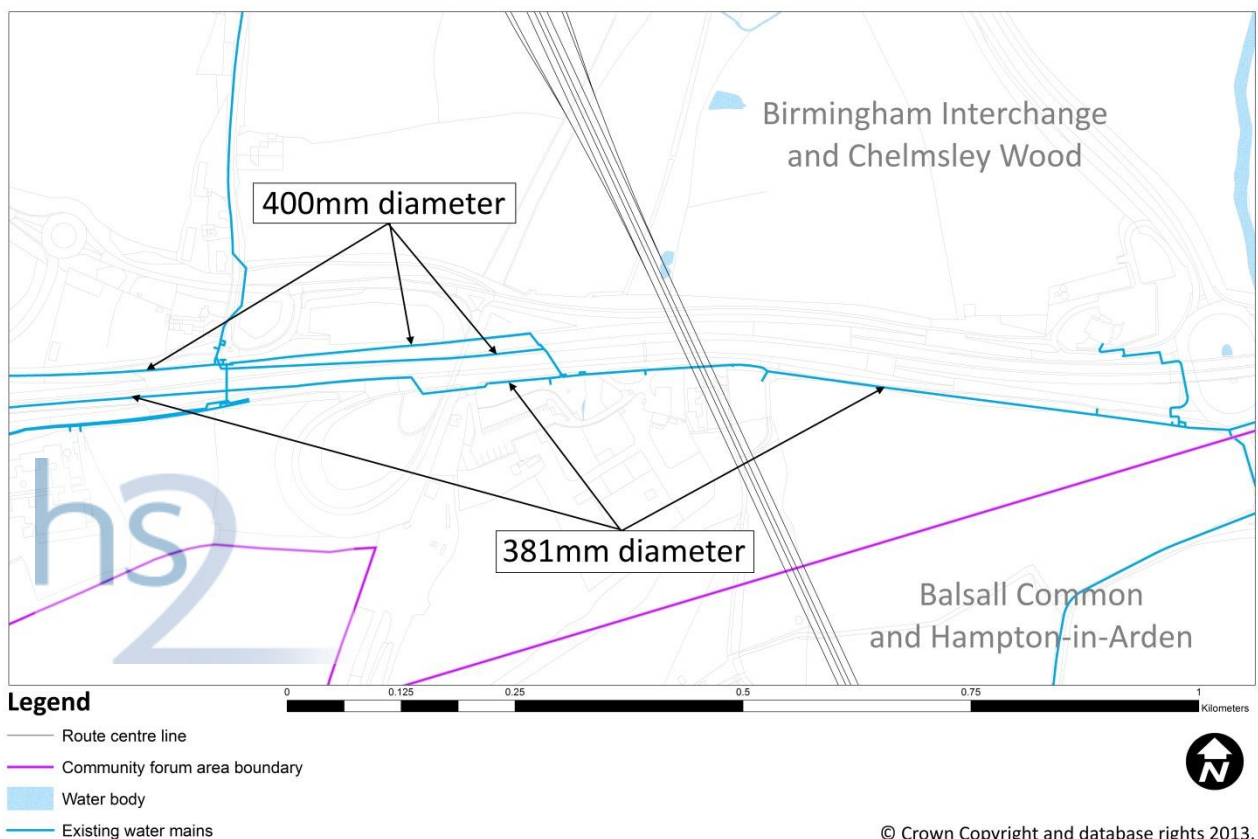 Birmingham Interchange
and Chelmsley Wood
400mm diameter
381mm diameter
hs2
Balsall Common
and Hampton-in-Arden
Legend
0 0.125 0.25 0.5 0.75 1
Kilometers
Route centre line
Community forum area boundary
Water body
Existing water mains
N
© Crown Copyright and database rights 2013.